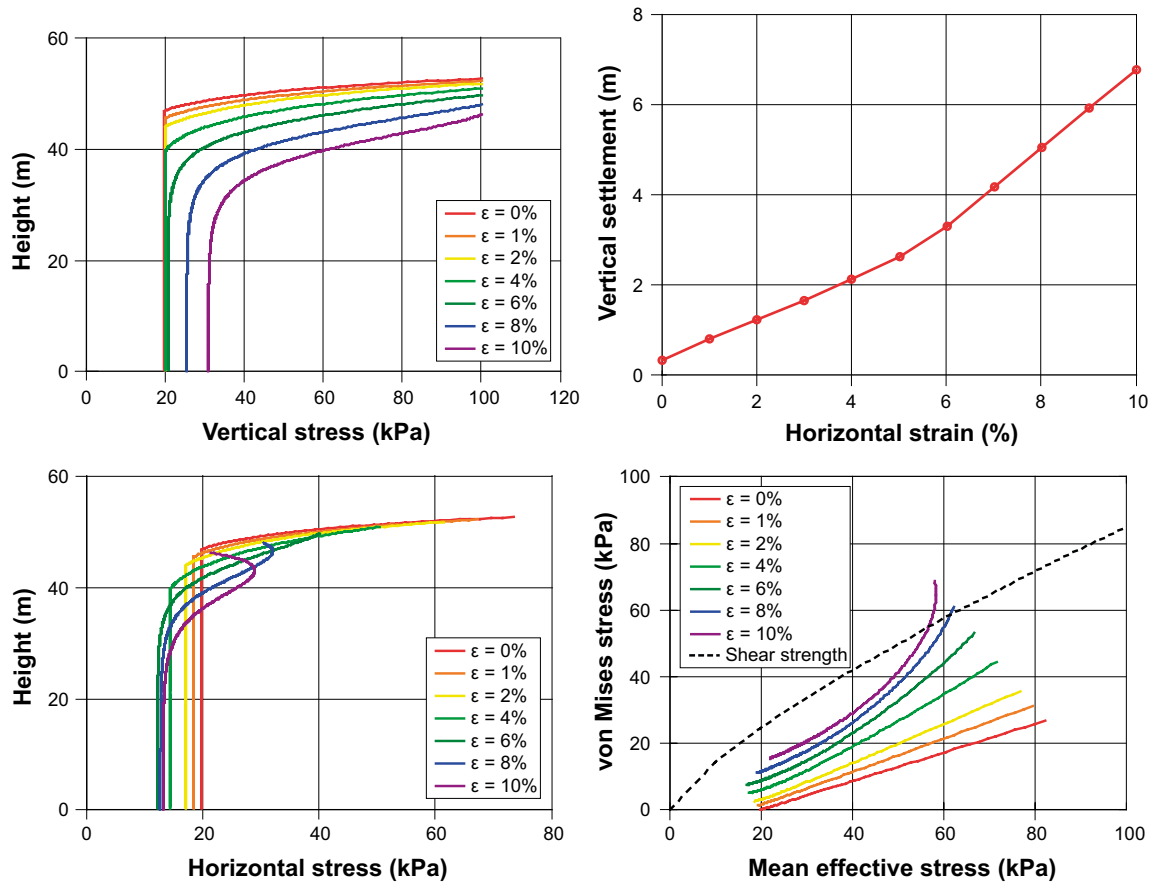 60
40
20
0
Height (m)
0
20
40
60
80
100
120
Vertical stress (kPa)
ε = 0%
ε = 1%
ε = 2%
ε = 4%
ε = 6%
ε = 8%
ε = 10%
8
6
4
2
0
Vertical settlement (m)
0
2
4
6
8
10
Horizontal strain (%)
60
40
20
0
Height (m)
0
20
40
60
80
Horizontal stress (kPa)
ε = 0%
ε = 1%
ε = 2%
ε = 4%
ε = 6%
ε = 8%
ε = 10%
100
80
60
40
20
0
von Mises stress (kPa)
0
20
40
60
80
100
Mean effective stress (kPa)
ε = 0%
ε = 1%
ε = 2%
ε = 4%
ε = 6%
ε = 8%
ε = 10%
Shear strength